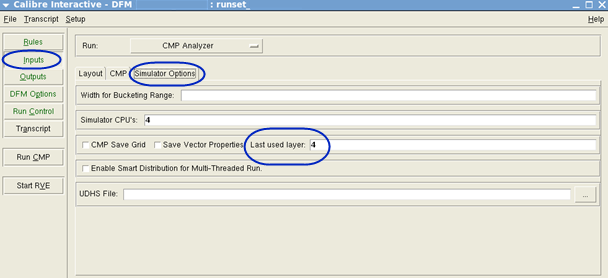 Calibre Interactive - DFM : runset_
File Transcript Setup Help
Rules
Inputs
Outputs
DFM Options
Run Control
Transcript
Run CMP
Start RVE
Run: CMP Analyzer
Layout CMP Simulator Options
Width for Bucketing Range:
Simulator CPU's: 4
CMP Save Grid Save Vector Properties Last used layer: 4
Enable Smart Distribution for Multi-Threaded Run.
UDHS File: ...